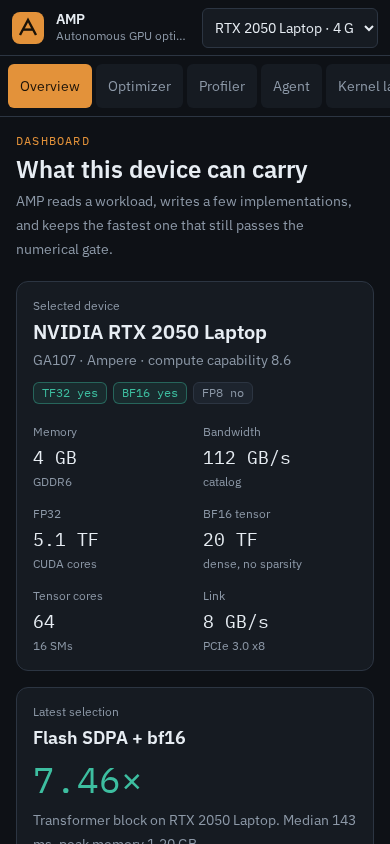 AMP
Autonomous GPU opti...
RTX 2050 Laptop · 4 G
Overview
Optimizer
Profiler
Agent
Kernel la
DASHBOARD
What this device can carry
AMP reads a workload, writes a few implementations,
and keeps the fastest one that still passes the
numerical gate.
Selected device
NVIDIA RTX 2050 Laptop
GA107 · Ampere · compute capability 8.6
TF32 yes
BF16 yes
FP8 no
Memory
Bandwidth
4 GB
112 GB/s
GDDR6
catalog
FP32
BF16 tensor
5.1 TF
20 TF
CUDA cores
dense, no sparsity
Tensor cores
Link
64
8 GB/s
16 SMs
PCIe 3.0 x8
Latest selection
Flash SDPA + bf16
7.46×
Transformer block on RTX 2050 Laptop. Median 143
ms, peak memory 1.20 GB.